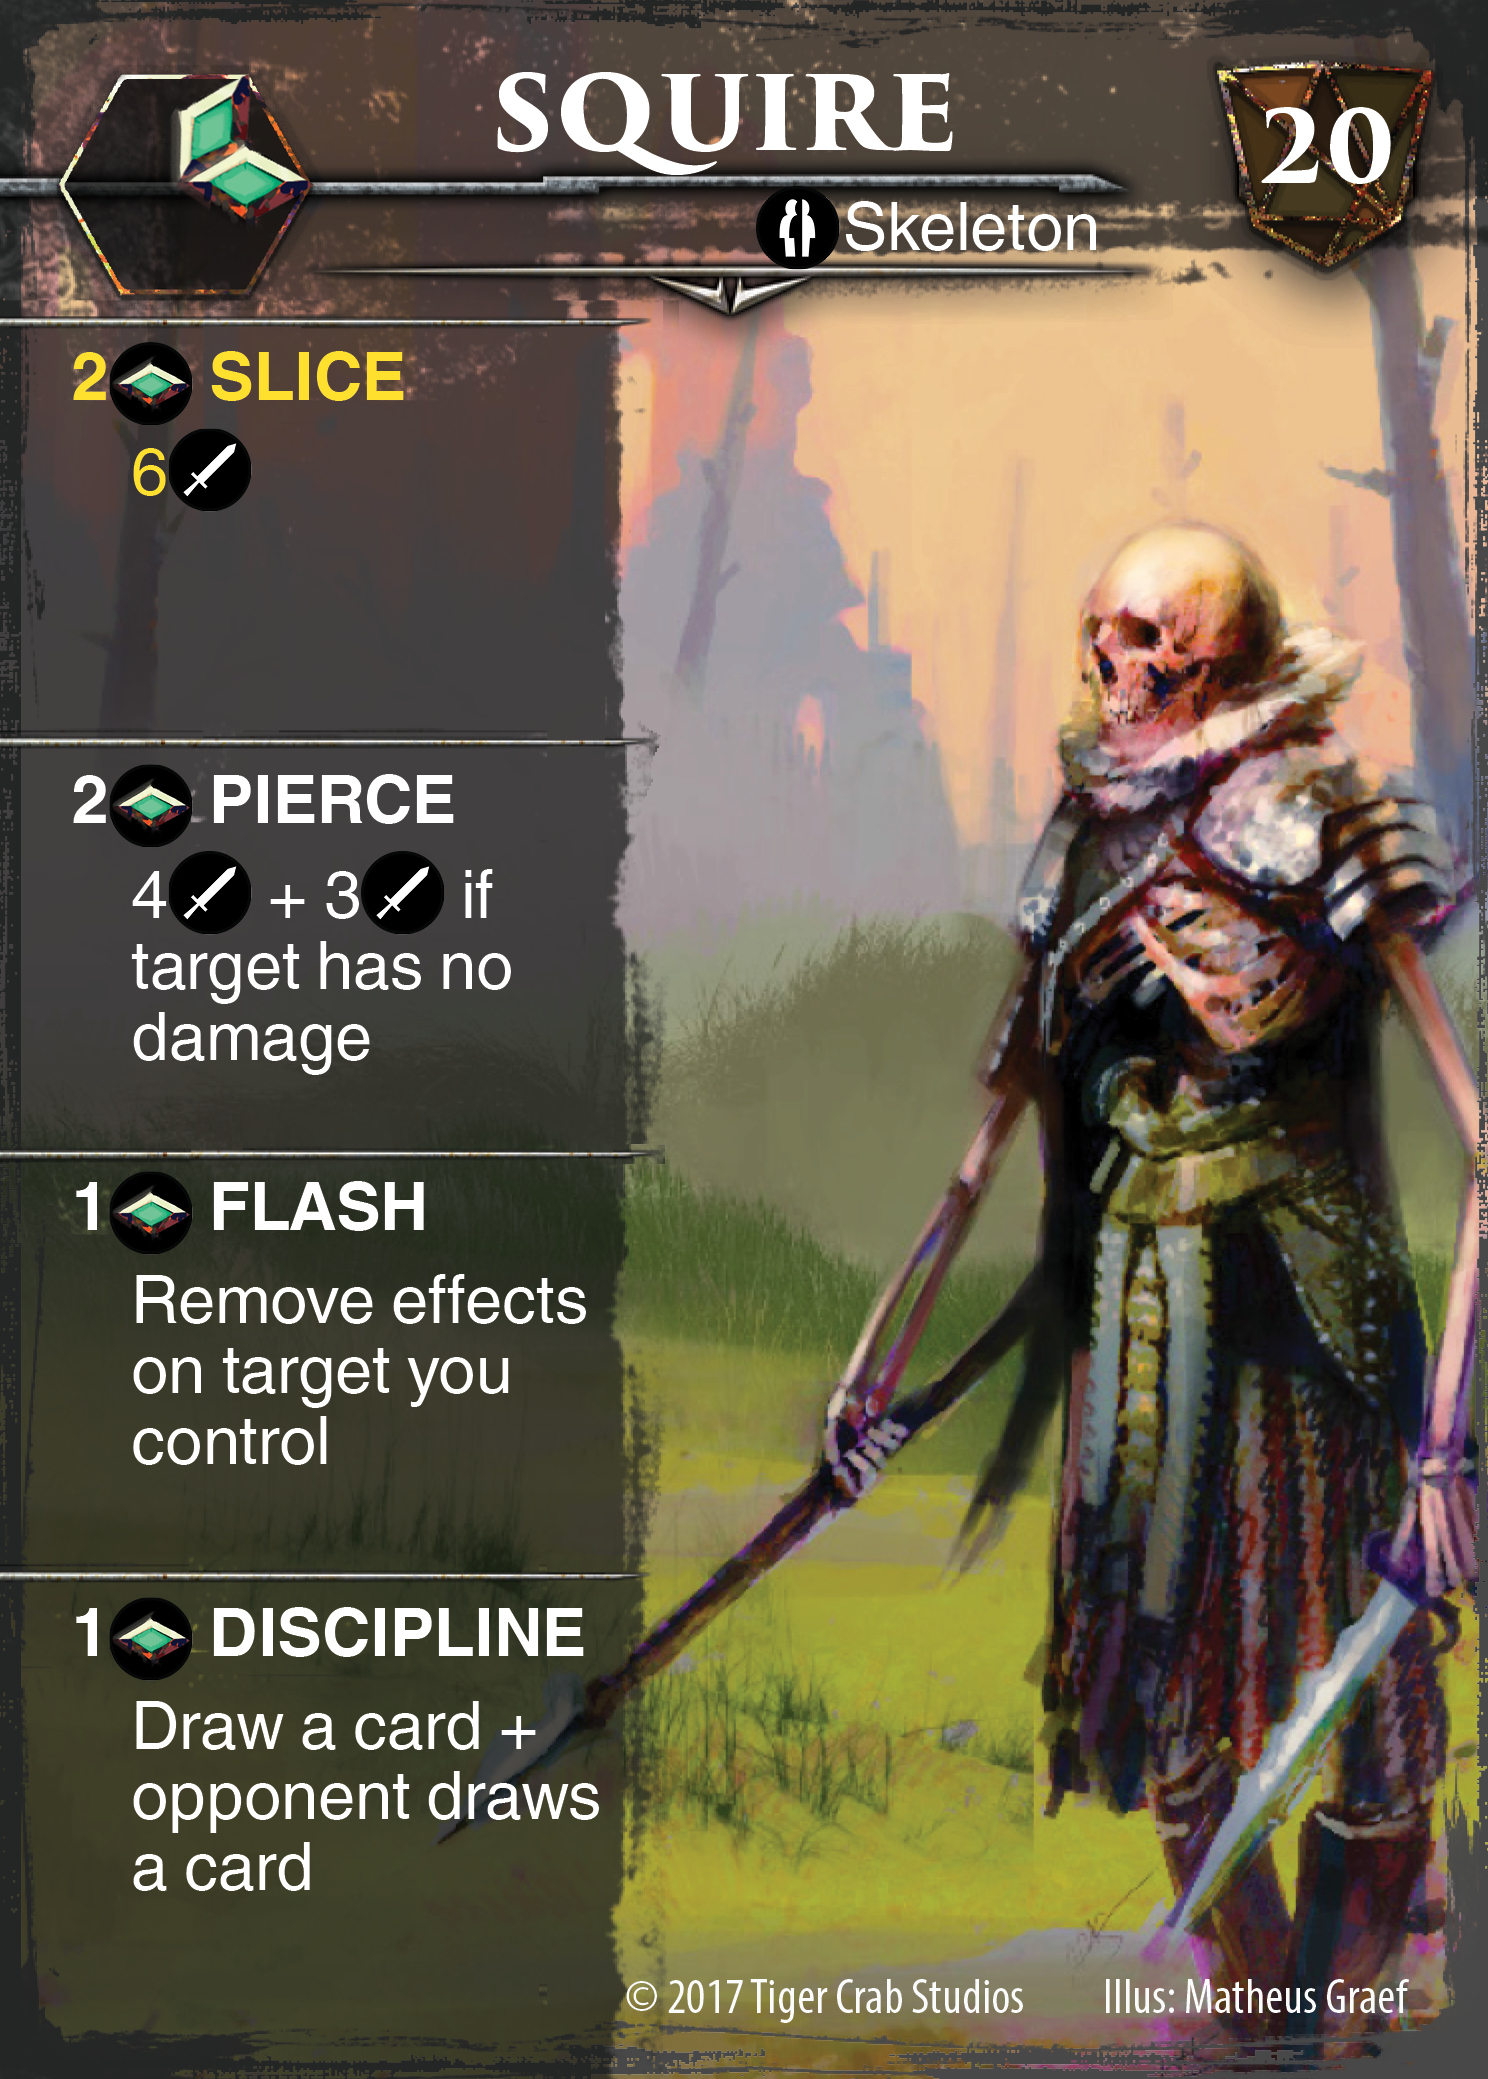 SQUIRE
20
Skeleton
2 SLICE
6
2 PIERCE
4 + 3 if
target has no
damage
1 FLASH
Remove effects
on target you
control
1 DISCIPLINE
Draw a card +
opponent draws
a card
© 2017 Tiger Crab Studios Illus: Matheus Graef